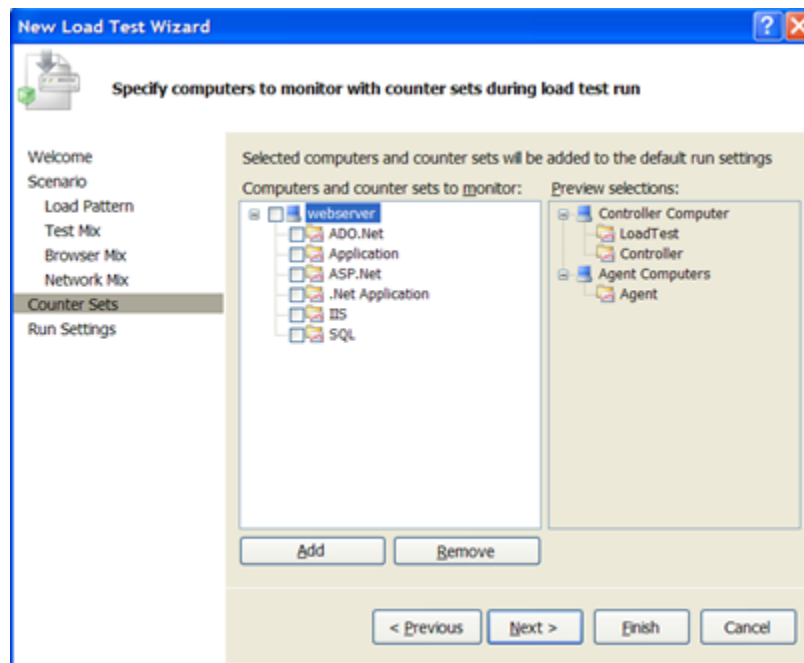 New Load Test Wizard
Specify computers to monitor with counter sets during load test run
Welcome
Scenario
Load Pattern
Test Mix
Browser Mix
Network Mix
Counter Sets
Run Settings
Selected computers and counter sets will be added to the default run settings
Computers and counter sets to monitor:
webserver
ADO.Net
Application
ASP.Net
.Net Application
IIS
SQL
Add
Remove
Preview selections:
Controller Computer
LoadTest
Controller
Agent Computers
Agent
< Previous
Next >
Finish
Cancel